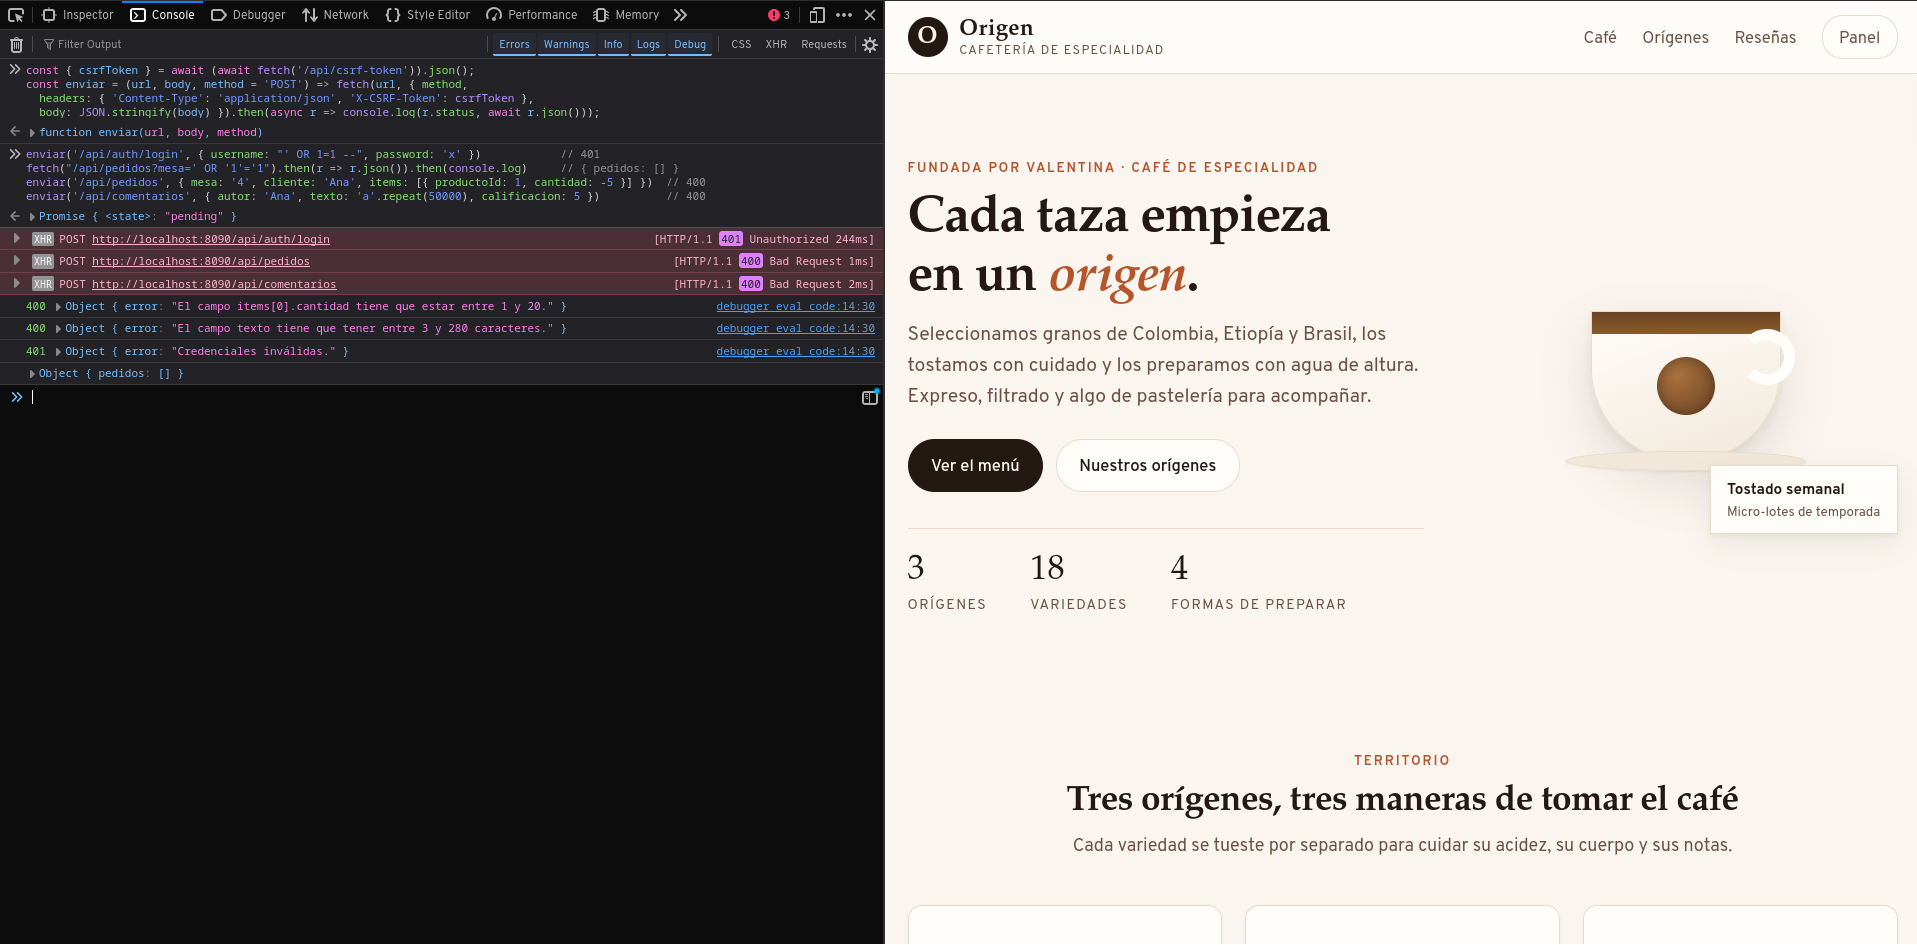 Inspector Console Debugger Network Style Editor Performance Memory 3
Filter Output Errors Warnings Info Logs Debug CSS XHR Requests
const { csrfToken } = await (await fetch('/api/csrf-token')).json();
const enviar = (url, body, method = 'POST') => fetch(url, { method,
headers: { 'Content-Type': 'application/json', 'X-CSRF-Token': csrfToken },
body: JSON.stringify(body) }).then(async r => console.log(r.status, await r.json()));
function enviar(url, body, method)
enviar('/api/auth/login', { username: "' OR 1=1 --", password: 'x' }) // 401
fetch("/api/pedidos?mesa=' OR '1'='1").then(r => r.json()).then(console.log) // { pedidos: [] }
enviar('/api/pedidos', { mesa: '4', cliente: 'Ana', items: [{ productoId: 1, cantidad: -5 }] }) // 400
enviar('/api/comentarios', { autor: 'Ana', texto: 'a'.repeat(50000), calificacion: 5 }) // 400
Promise { <state>: "pending" }
XHR POST http://localhost:8090/api/auth/login [HTTP/1.1 401 Unauthorized 244ms]
XHR POST http://localhost:8090/api/pedidos [HTTP/1.1 400 Bad Request 1ms]
XHR POST http://localhost:8090/api/comentarios [HTTP/1.1 400 Bad Request 2ms]
400 Object { error: "El campo items[0].cantidad tiene que estar entre 1 y 20." } debugger eval code:14:30
400 Object { error: "El campo texto tiene que tener entre 3 y 280 caracteres." } debugger eval code:14:30
401 Object { error: "Credenciales inválidas." } debugger eval code:14:30
Object { pedidos: [] }
O Origen
CAFETERÍA DE ESPECIALIDAD
Café Orígenes Reseñas Panel
FUNDADA POR VALENTINA · CAFÉ DE ESPECIALIDAD
Cada taza empieza
en un origen.
Seleccionamos granos de Colombia, Etiopía y Brasil, los
tostamos con cuidado y los preparamos con agua de altura.
Expreso, filtrado y algo de pastelería para acompañar.
Ver el menú Nuestros orígenes
Tostado semanal
Micro-lotes de temporada
3 18 4
ORÍGENES VARIEDADES FORMAS DE PREPARAR
TERRITORIO
Tres orígenes, tres maneras de tomar el café
Cada variedad se tueste por separado para cuidar su acidez, su cuerpo y sus notas.